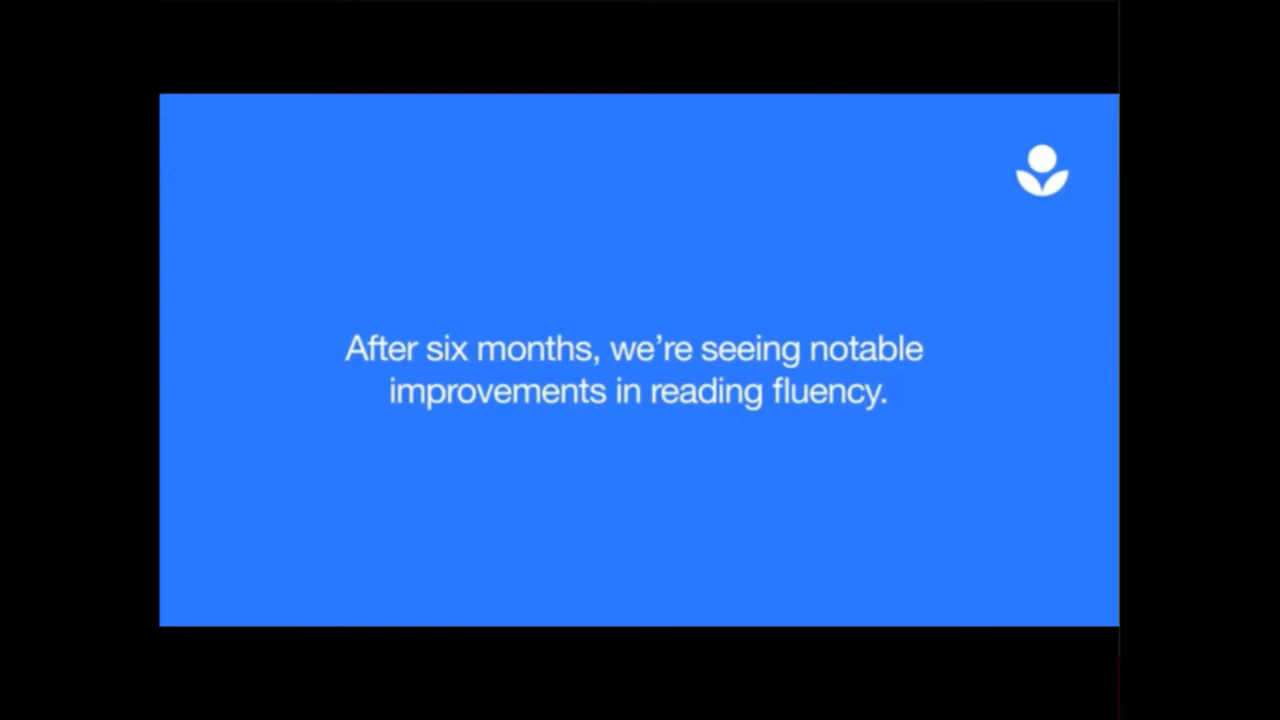 After six months, we’re seeing notable
improvements in reading fluency.